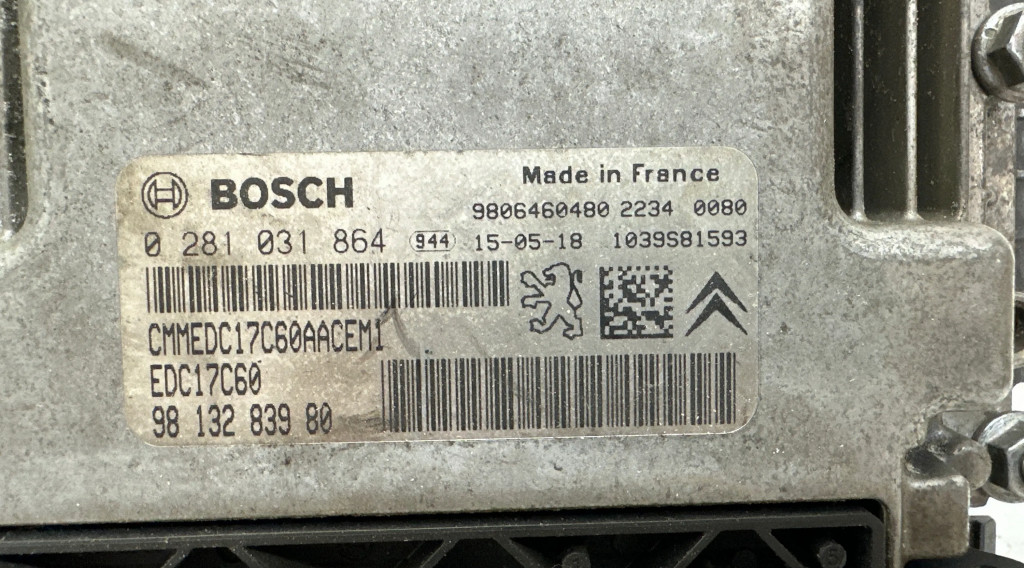 BOSCH
Made in France
9806460480 2234 0080
0 281 031 864 944 15-05-18 1039S81593
CMMEDC17C60AACEM1
EDC17C60
98 132 839 80